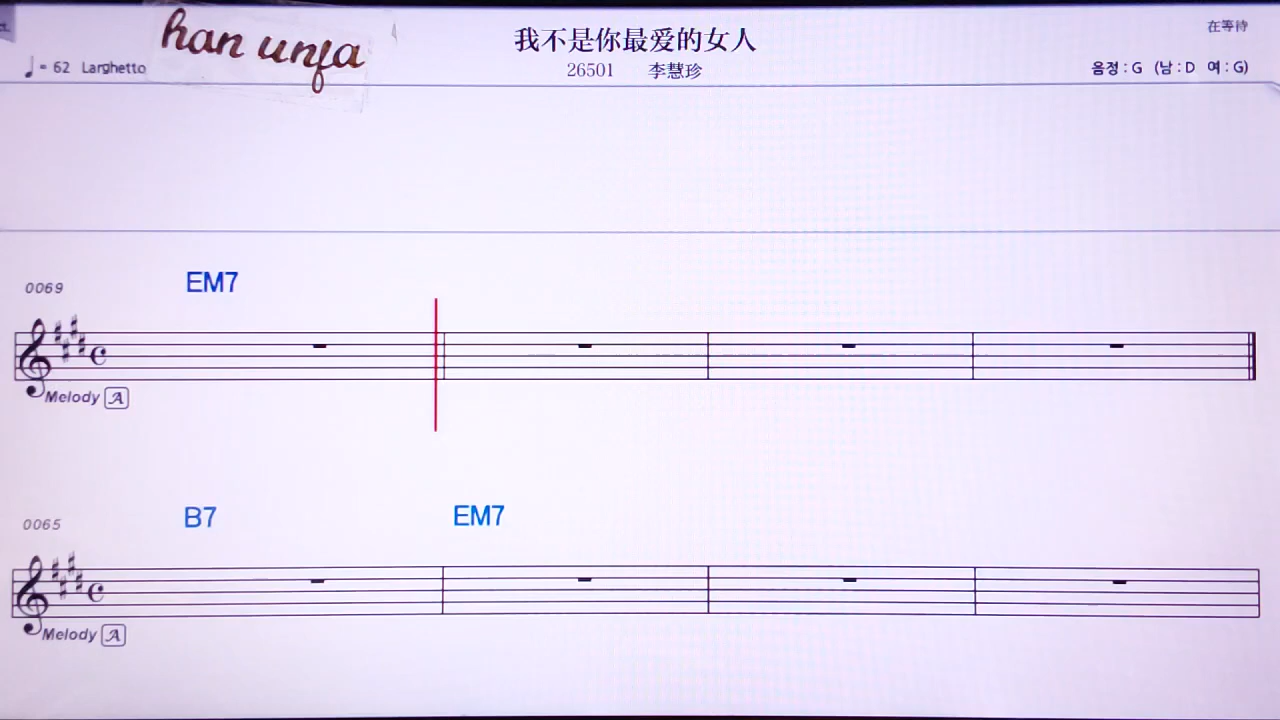 han unfa
我不是你最爱的女人
在等待
♩= 62 Larghetto
26501 李慧珍
음정 : G (남 : D 여 : G)
0069 EM7
Melody A
0065 B7 EM7
Melody A